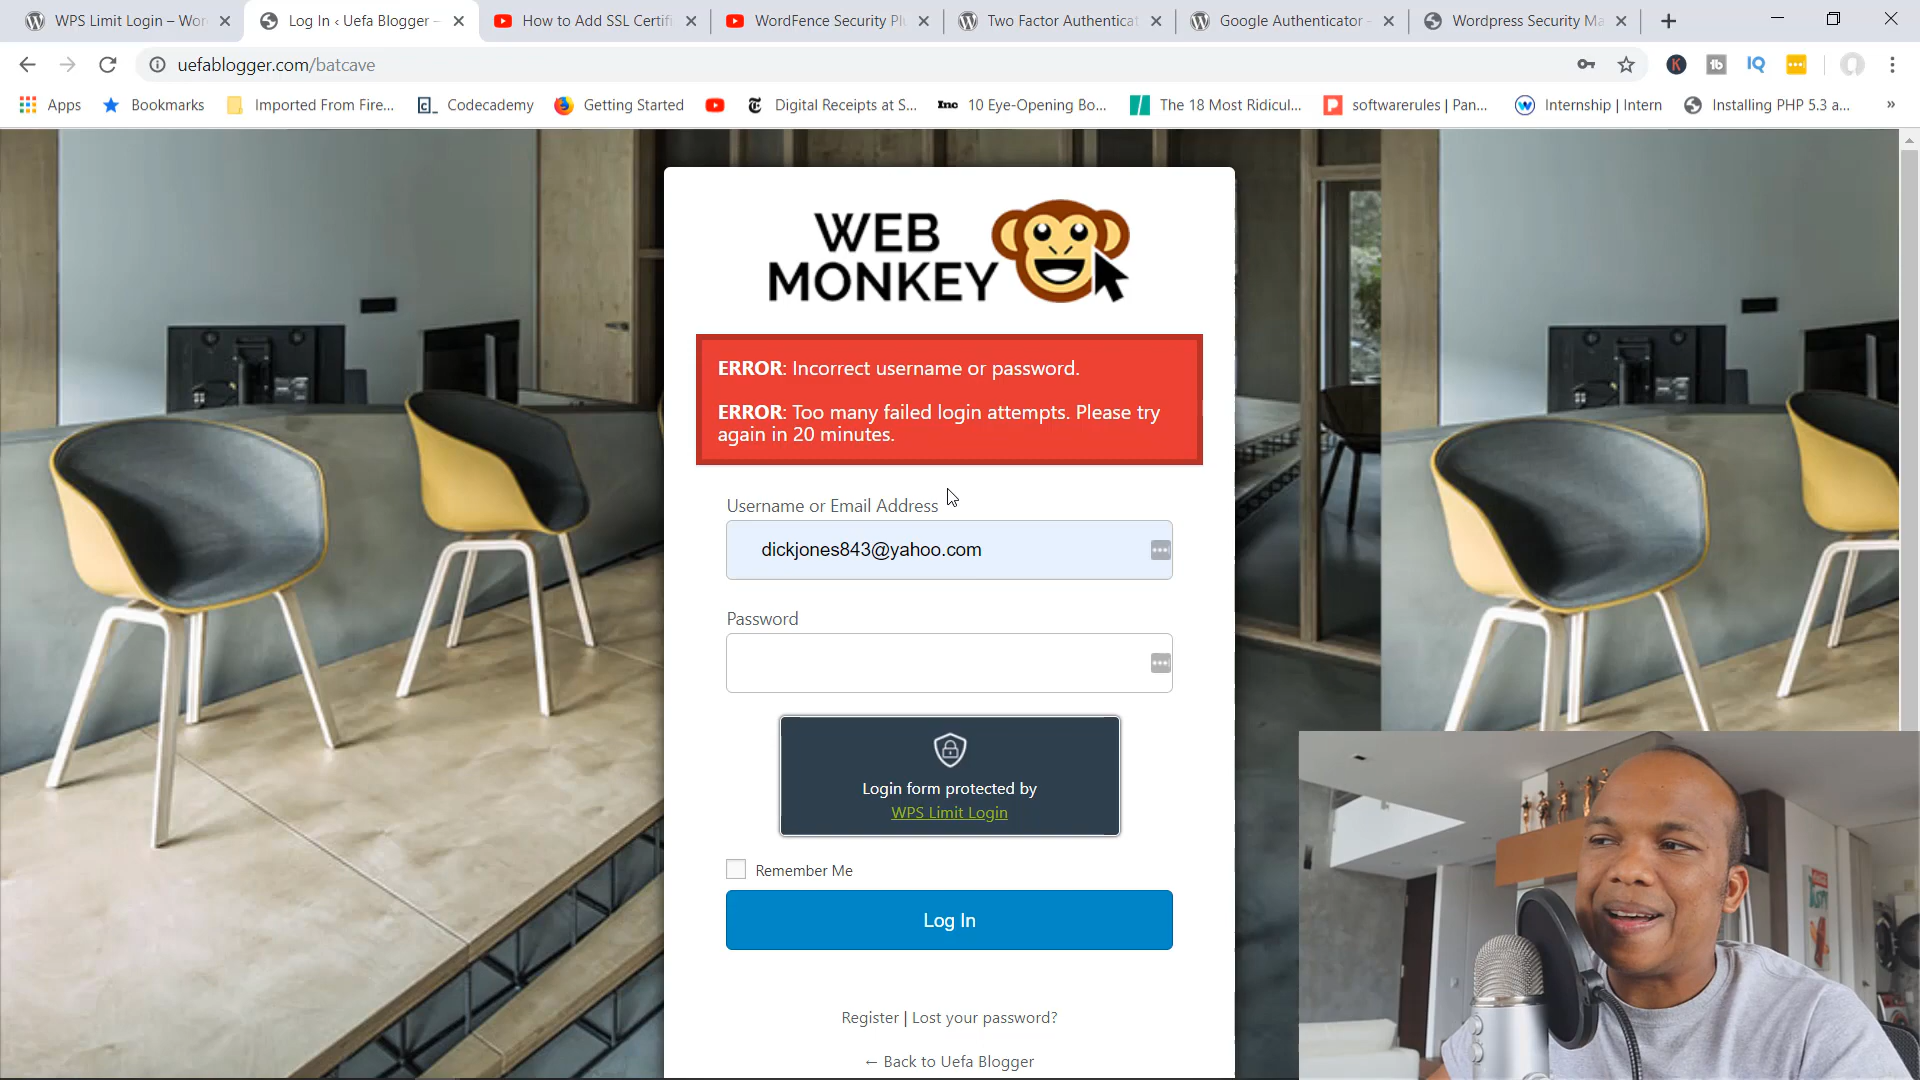 WPS Limit Login – Wor
Log In ‹ Uefa Blogger –
How to Add SSL Certifi
WordFence Security Plu
Two Factor Authenticat
Google Authenticator –
Wordpress Security Ma
uefablogger.com/batcave
Apps
Bookmarks
Imported From Fire...
Codecademy
Getting Started
Digital Receipts at S...
Inc 10 Eye-Opening Bo...
The 18 Most Ridicul...
softwarerules | Pan...
Internship | Intern
Installing PHP 5.3 a...
WEB
MONKEY
ERROR: Incorrect username or password.
ERROR: Too many failed login attempts. Please try
again in 20 minutes.
Username or Email Address
dickjones843@yahoo.com
Password
Login form protected by
WPS Limit Login
Remember Me
Log In
Register | Lost your password?
← Back to Uefa Blogger